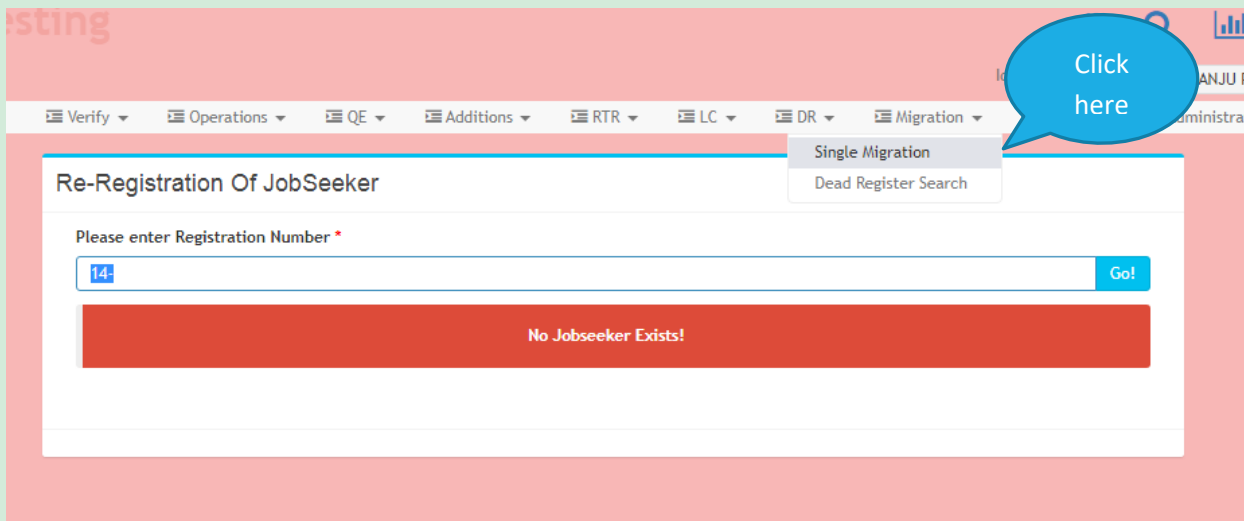 esting
Click
here
ANJU
Verify Operations QE Additions RTR LC DR Migration
Single Migration
Dead Register Search
Re-Registration Of JobSeeker
Please enter Registration Number *
14-
Go!
No Jobseeker Exists!